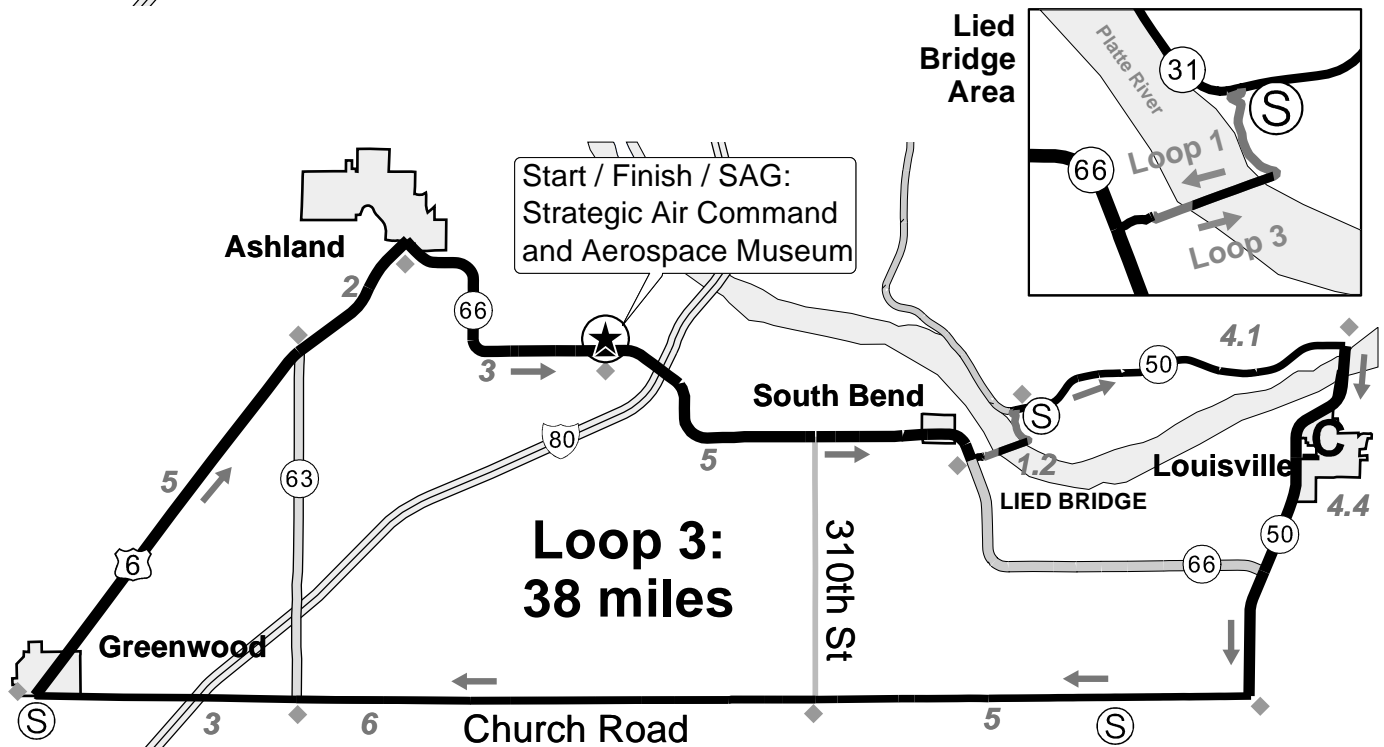 Lied
Bridge
Area
Platte River
31
S
Loop 1
66
Loop 3
Start / Finish / SAG:
Strategic Air Command
and Aerospace Museum
Ashland
2
66
3
4.1
50
South Bend
S
80
5
1.2
Louisville
C
63
5
LIED BRIDGE
4.4
50
Loop 3:
38 miles
310th St
66
6
Greenwood
S
3
6
Church Road
5
S